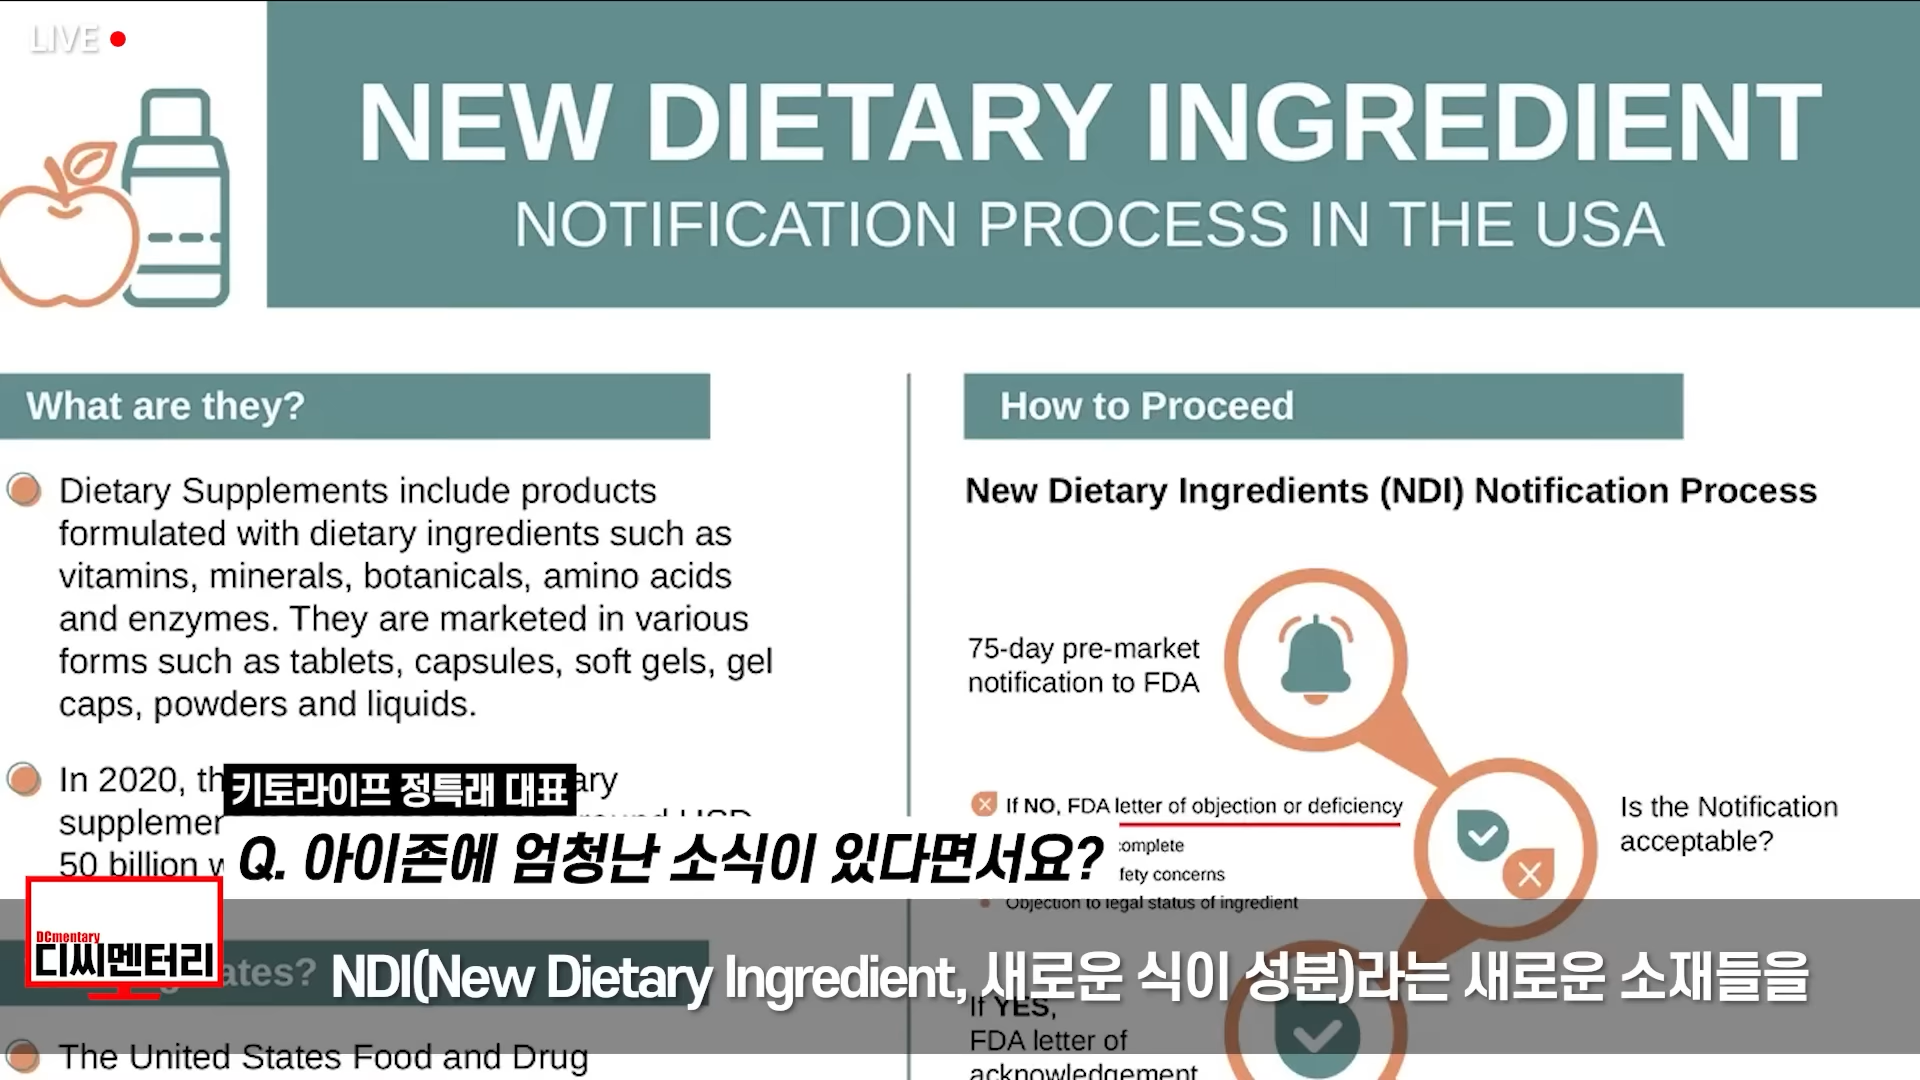 LIVE
NEW DIETARY INGREDIENT
NOTIFICATION PROCESS IN THE USA
What are they?
Dietary Supplements include products
formulated with dietary ingredients such as
vitamins, minerals, botanicals, amino acids
and enzymes. They are marketed in various
forms such as tablets, capsules, soft gels, gel
caps, powders and liquids.
In 2020,
supplemen
50 billion
The United States Food and Drug
How to Proceed
New Dietary Ingredients (NDI) Notification Process
75-day pre-market
notification to FDA
If NO, FDA letter of objection or deficiency
concerns
Objection to legal status of ingredient
Is the Notification
acceptable?
If YES,
FDA letter of
acknowledgement
키토라이프 정특래 대표
Q. 아이존에 엄청난 소식이 있다면서요?
DCmentary
디씨멘터리
NDI(New Dietary Ingredient, 새로운 식이 성분)라는 새로운 소재들을